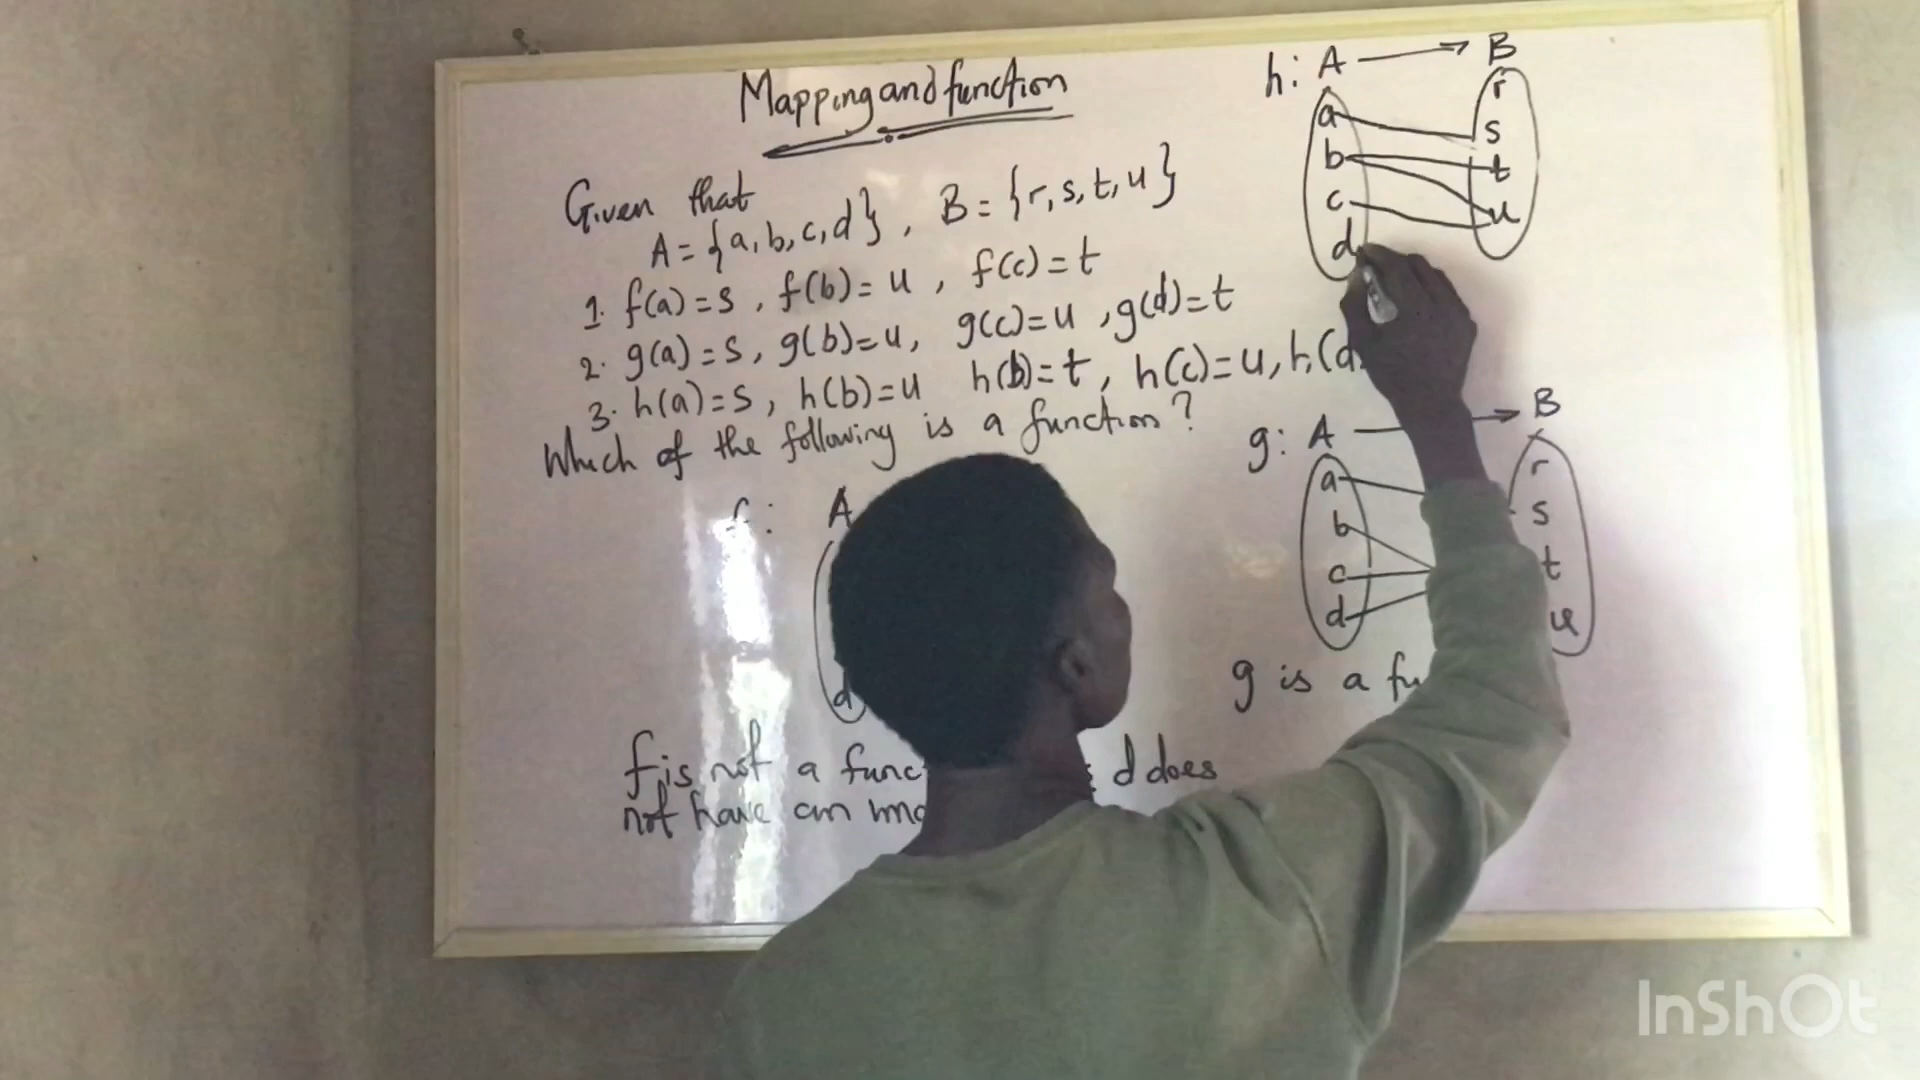 Mapping and function
Given that
A = {a, b, c, d}, B = {r, s, t, u}
1. f(a) = s, f(b) = u, f(c) = t
2. g(a) = s, g(b) = u, g(c) = u, g(d) = t
3. h(a) = s, h(b) = u h(b) = t, h(c) = u, h(d
Which of the following is a function?
f: A
d
f is not a func d does
not have an
h: A → B
a r
b s
c t
d u
g: A → B
a r
b s
c t
d u
g is a fu
InShOt